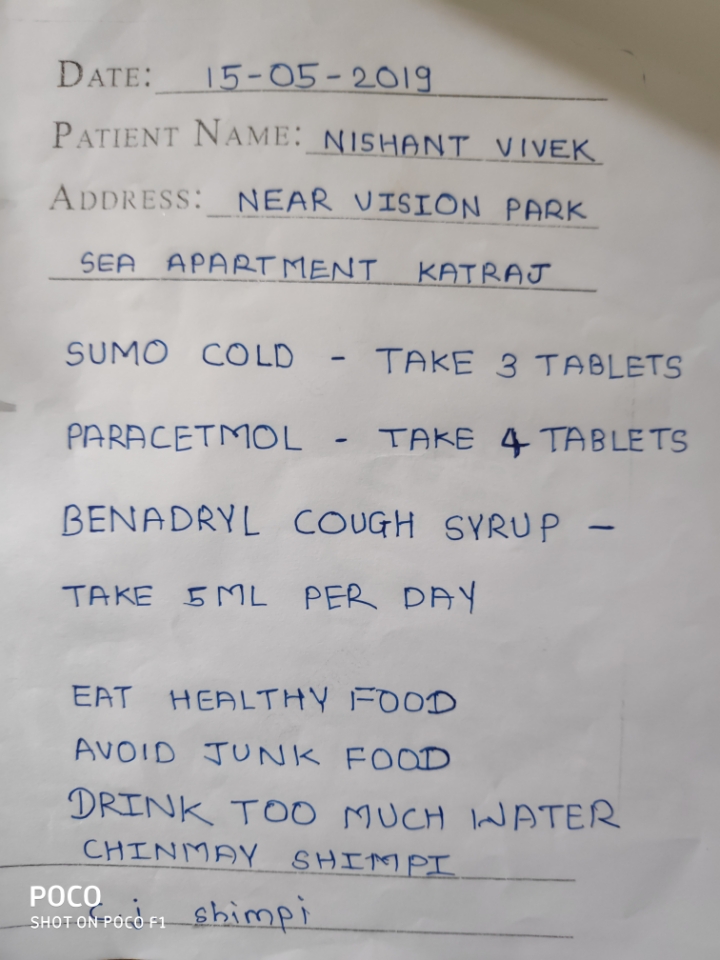 DATE: 15-05-2019
PATIENT NAME: NISHANT VIVEK
ADDRESS: NEAR VISION PARK
SEA APARTMENT KATRAJ
SUMO COLD - TAKE 3 TABLETS
PARACETMOL - TAKE 4 TABLETS
BENADRYL COUGH SYRUP -
TAKE 5ML PER DAY
EAT HEALTHY FOOD
AVOID JUNK FOOD
DRINK TOO MUCH WATER
CHINMAY SHIMPI
shimpi
POCO
SHOT ON POCO F1